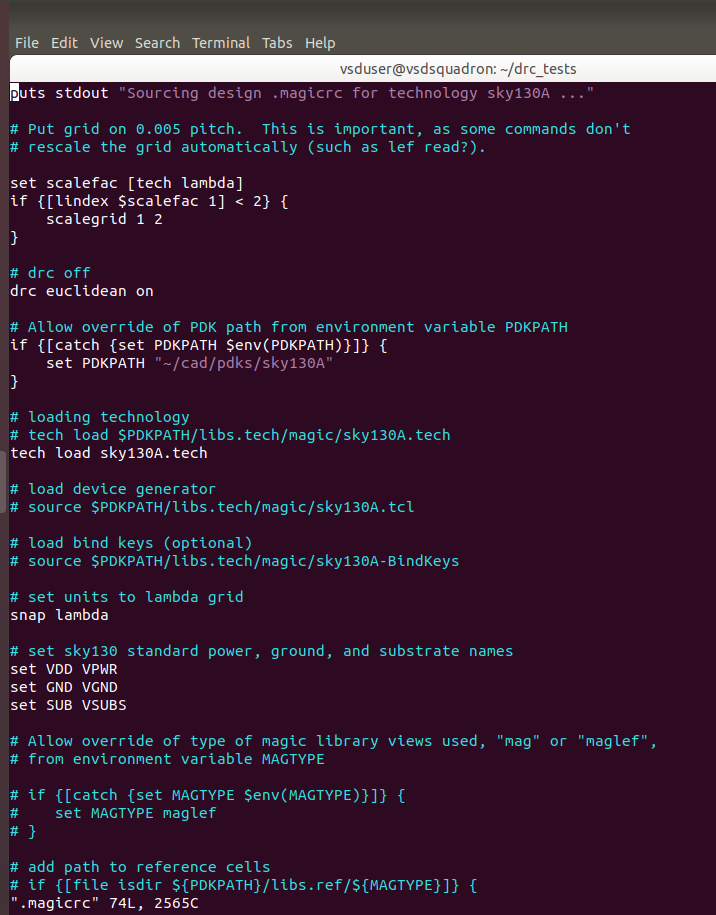 File Edit View Search Terminal Tabs Help
vsduser@vsdsquadron: ~/drc_tests
puts stdout "Sourcing design .magicrc for technology sky130A ..."
# Put grid on 0.005 pitch.  This is important, as some commands don't
# rescale the grid automatically (such as lef read?).
set scalefac [tech lambda]
if {[lindex $scalefac 1] < 2} {
    scalegrid 1 2
}
# drc off
drc euclidean on
# Allow override of PDK path from environment variable PDKPATH
if {[catch {set PDKPATH $env(PDKPATH)}]} {
    set PDKPATH "~/cad/pdks/sky130A"
}
# loading technology
# tech load $PDKPATH/libs.tech/magic/sky130A.tech
tech load sky130A.tech
# load device generator
# source $PDKPATH/libs.tech/magic/sky130A.tcl
# load bind keys (optional)
# source $PDKPATH/libs.tech/magic/sky130A-BindKeys
# set units to lambda grid
snap lambda
# set sky130 standard power, ground, and substrate names
set VDD VPWR
set GND VGND
set SUB VSUBS
# Allow override of type of magic library views used, "mag" or "maglef",
# from environment variable MAGTYPE
# if {[catch {set MAGTYPE $env(MAGTYPE)}]} {
#    set MAGTYPE maglef
# }
# add path to reference cells
# if {[file isdir ${PDKPATH}/libs.ref/${MAGTYPE}]} {
".magicrc" 74L, 2565C